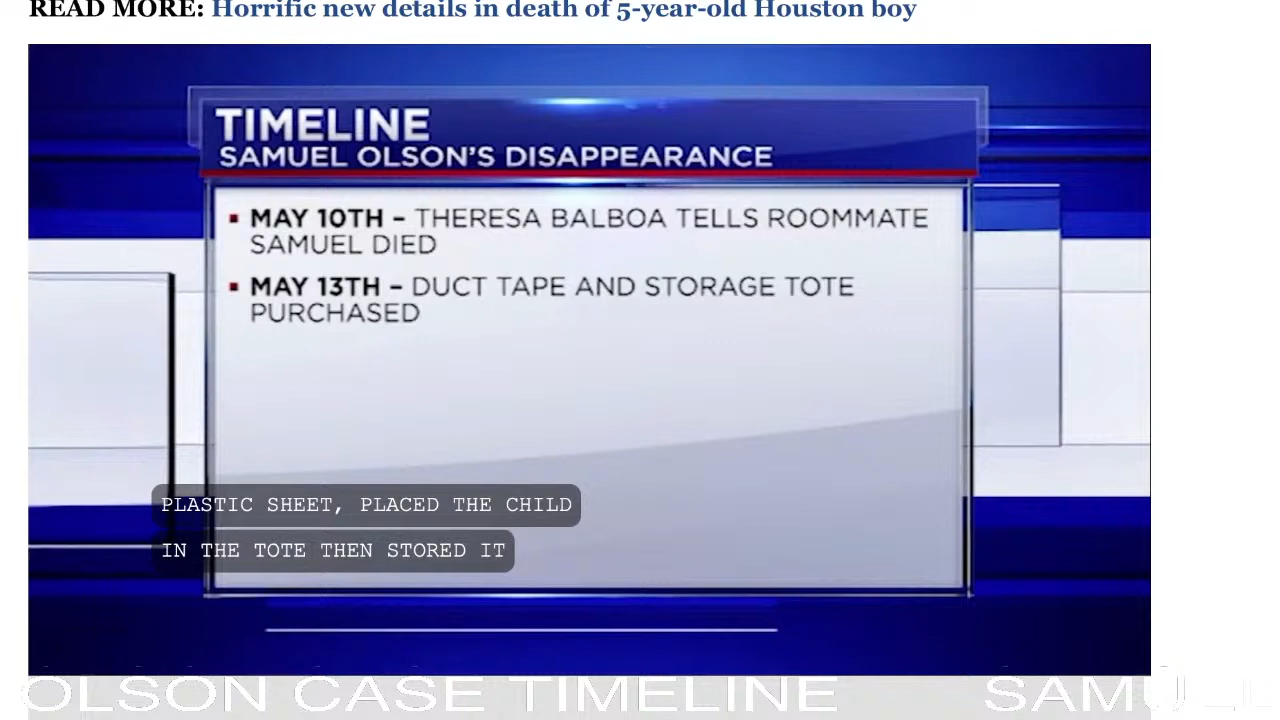 READ MORE: Horrific new details in death of 5-year-old Houston boy
TIMELINE
SAMUEL OLSON'S DISAPPEARANCE
▪ MAY 10TH – THERESA BALBOA TELLS ROOMMATE
SAMUEL DIED
▪ MAY 13TH – DUCT TAPE AND STORAGE TOTE
PURCHASED
PLASTIC SHEET, PLACED THE CHILD
IN THE TOTE THEN STORED IT
OLSON CASE TIMELINE SAMUEL